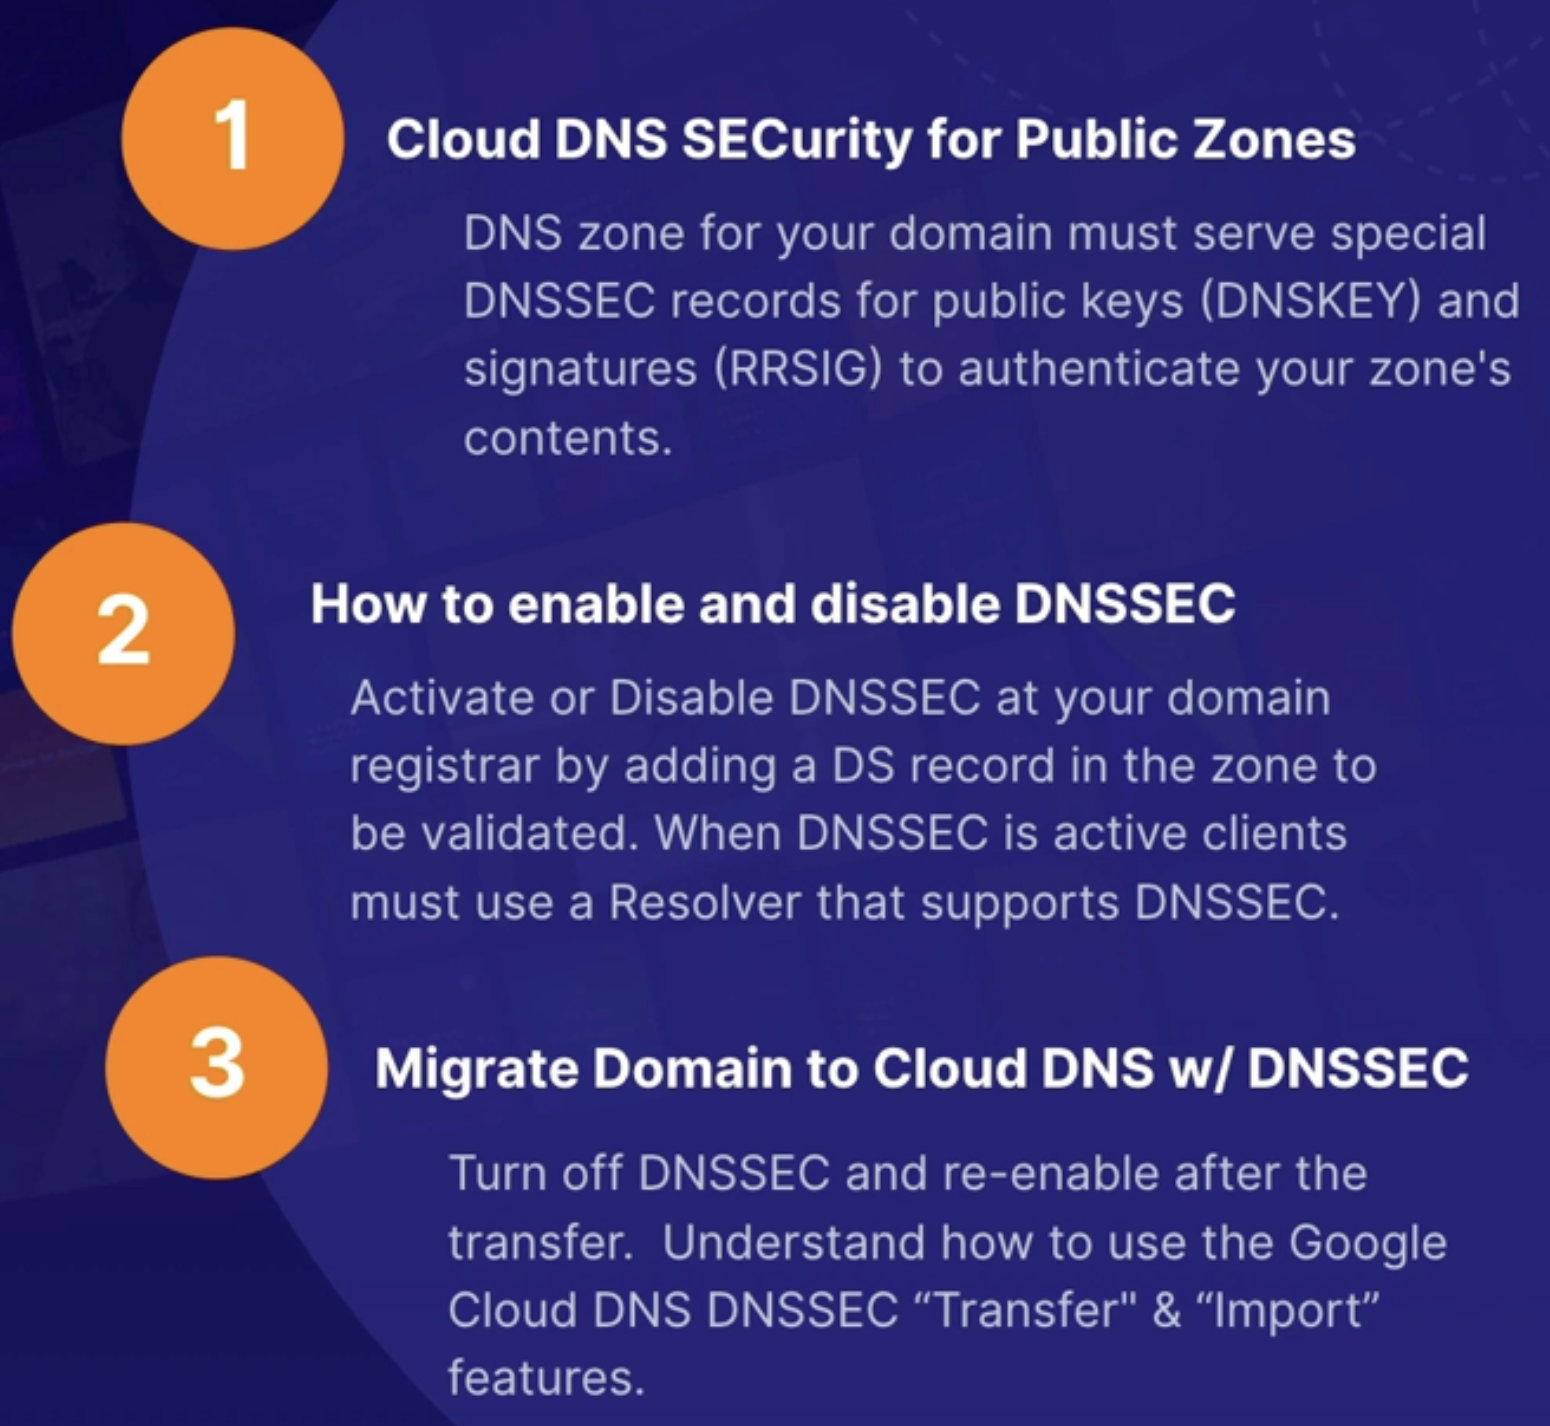 1
Cloud DNS SECurity for Public Zones
DNS zone for your domain must serve special
DNSSEC records for public keys (DNSKEY) and
signatures (RRSIG) to authenticate your zone's
contents.
2
How to enable and disable DNSSEC
Activate or Disable DNSSEC at your domain
registrar by adding a DS record in the zone to
be validated. When DNSSEC is active clients
must use a Resolver that supports DNSSEC.
3
Migrate Domain to Cloud DNS w/ DNSSEC
Turn off DNSSEC and re-enable after the
transfer.  Understand how to use the Google
Cloud DNS DNSSEC “Transfer" & “Import”
features.